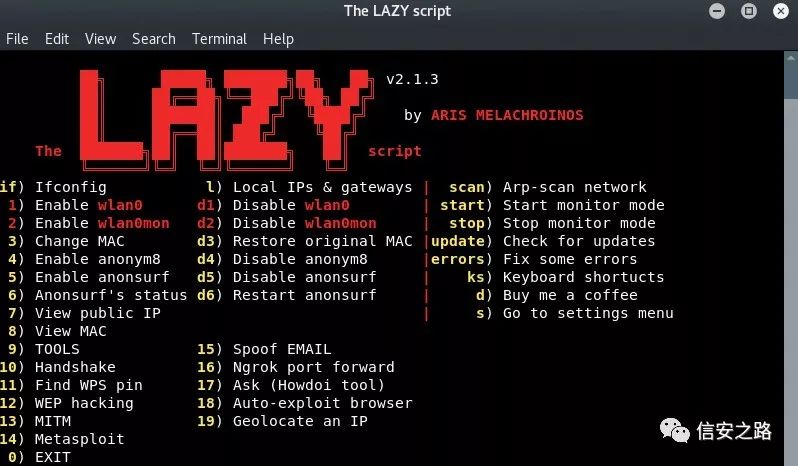 The LAZY script
File Edit View Search Terminal Help
LAZY v2.1.3
by ARIS MELACHROINOS
The script
if) Ifconfig l) Local IPs & gateways | scan) Arp-scan network
1) Enable wlan0 d1) Disable wlan0 | start) Start monitor mode
2) Enable wlan0mon d2) Disable wlan0mon | stop) Stop monitor mode
3) Change MAC d3) Restore original MAC |update) Check for updates
4) Enable anonym8 d4) Disable anonym8 |errors) Fix some errors
5) Enable anonsurf d5) Disable anonsurf | ks) Keyboard shortucts
6) Anonsurf's status d6) Restart anonsurf | d) Buy me a coffee
7) View public IP | s) Go to settings menu
8) View MAC
9) TOOLS 15) Spoof EMAIL
10) Handshake 16) Ngrok port forward
11) Find WPS pin 17) Ask (Howdoi tool)
12) WEP hacking 18) Auto-exploit browser
13) MITM 19) Geolocate an IP
14) Metasploit
0) EXIT
信安之路